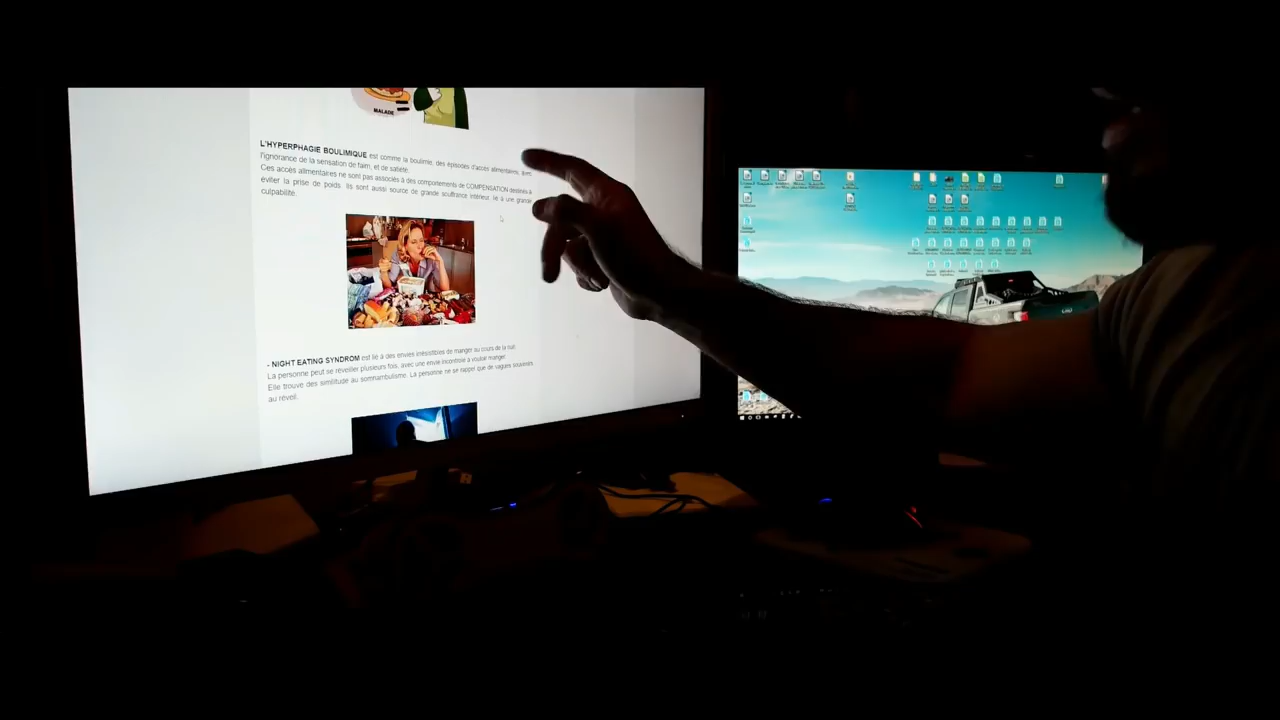 MALADE
L'HYPERPHAGIE BOULIMIQUE est comme la boulimie, des épisodes d'accès alimentaires, avec
l'ignorance de la sensation de faim, et de satiété.
Ces accès alimentaires ne sont pas associés à des comportements de COMPENSATION destinés à
éviter la prise de poids. Ils sont aussi source de grande souffrance intérieur, lié à une grande
culpabilité.
- NIGHT EATING SYNDROM est lié à des envies irrésistibles de manger au cours de la nuit.
La personne peut se réveiller plusieurs fois, avec une envie incontrôlé à vouloir manger.
Elle trouve des similitude au somnambulisme. La personne ne se rappel que de vagues souvenirs
au réveil.